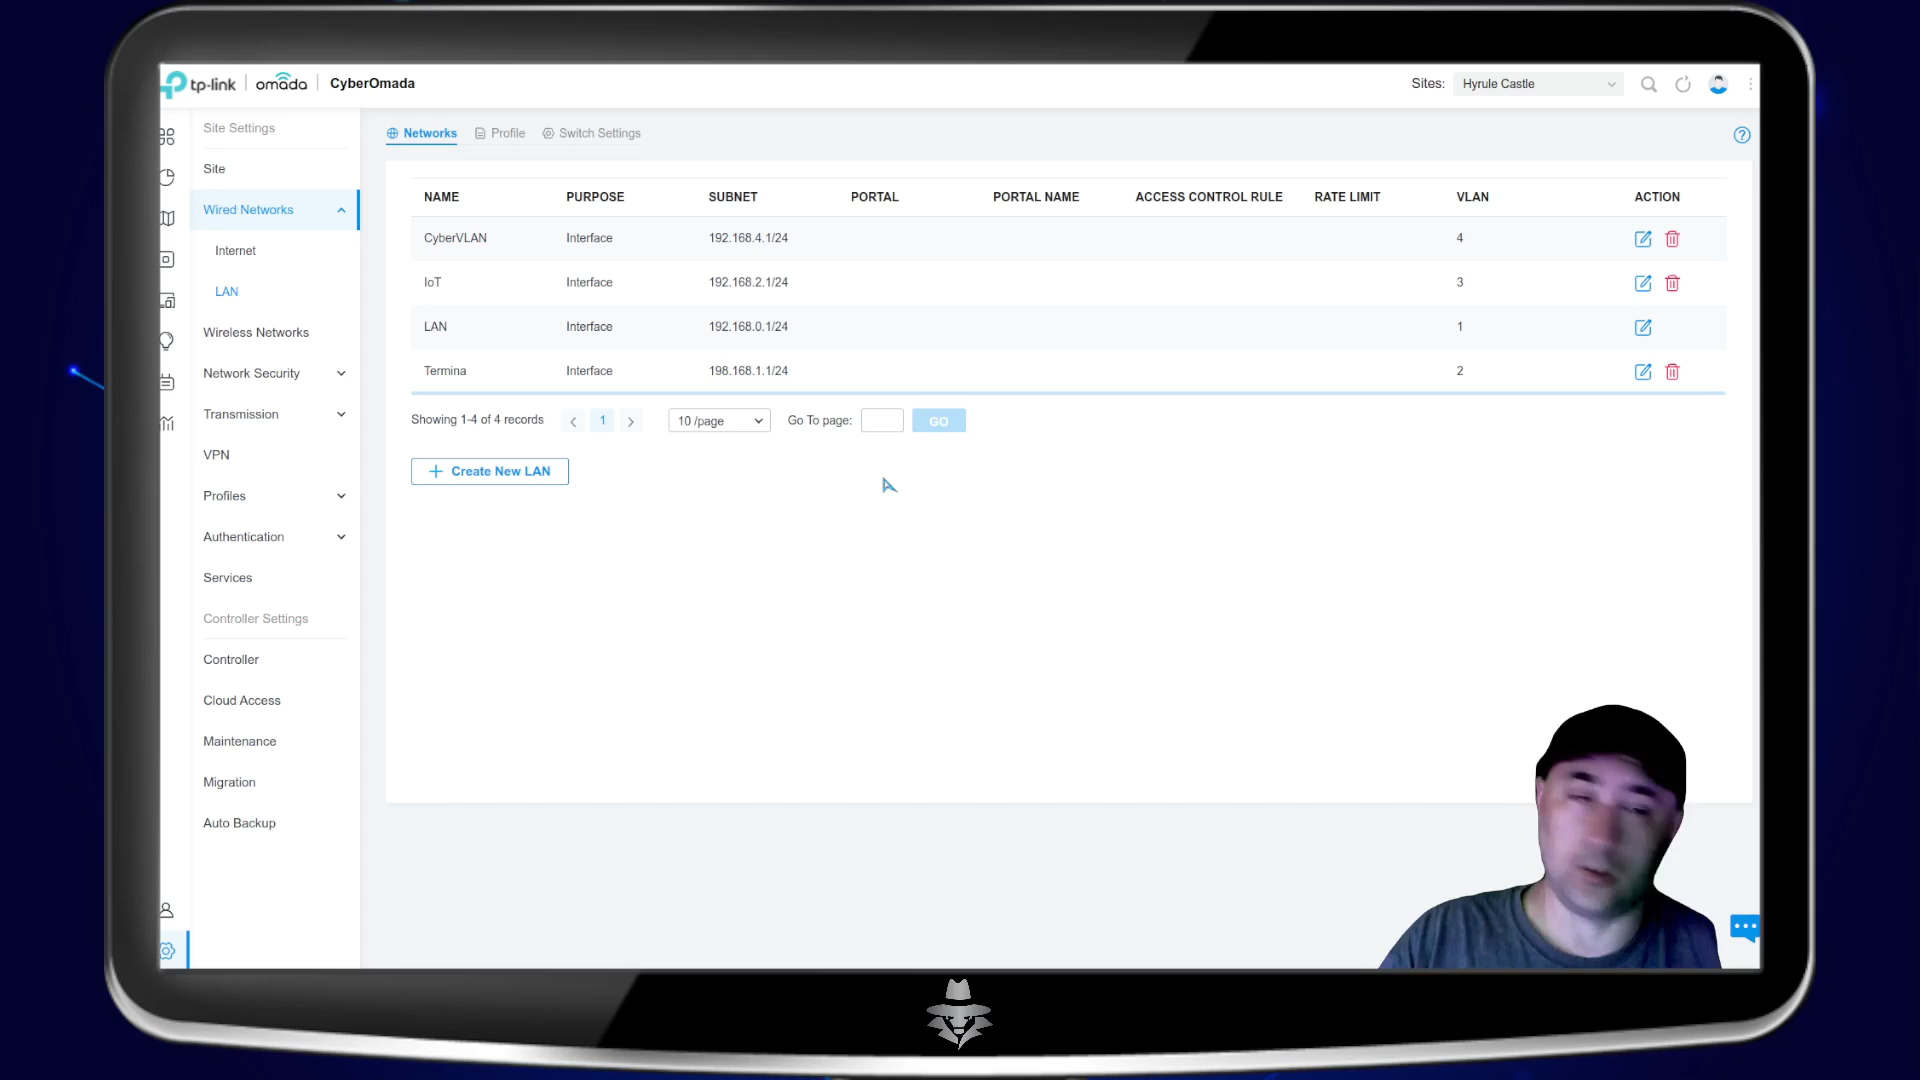 tp-link omada CyberOmada Sites: Hyrule Castle
Site Settings
Site
Wired Networks
Internet
LAN
Wireless Networks
Network Security
Transmission
VPN
Profiles
Authentication
Services
Controller Settings
Controller
Cloud Access
Maintenance
Migration
Auto Backup
Networks Profile Switch Settings
?
NAME PURPOSE SUBNET PORTAL PORTAL NAME ACCESS CONTROL RULE RATE LIMIT VLAN ACTION
CyberVLAN Interface 192.168.4.1/24 4
IoT Interface 192.168.2.1/24 3
LAN Interface 192.168.0.1/24 1
Termina Interface 198.168.1.1/24 2
Showing 1-4 of 4 records < 1 > 10 /page Go To page: GO
+ Create New LAN